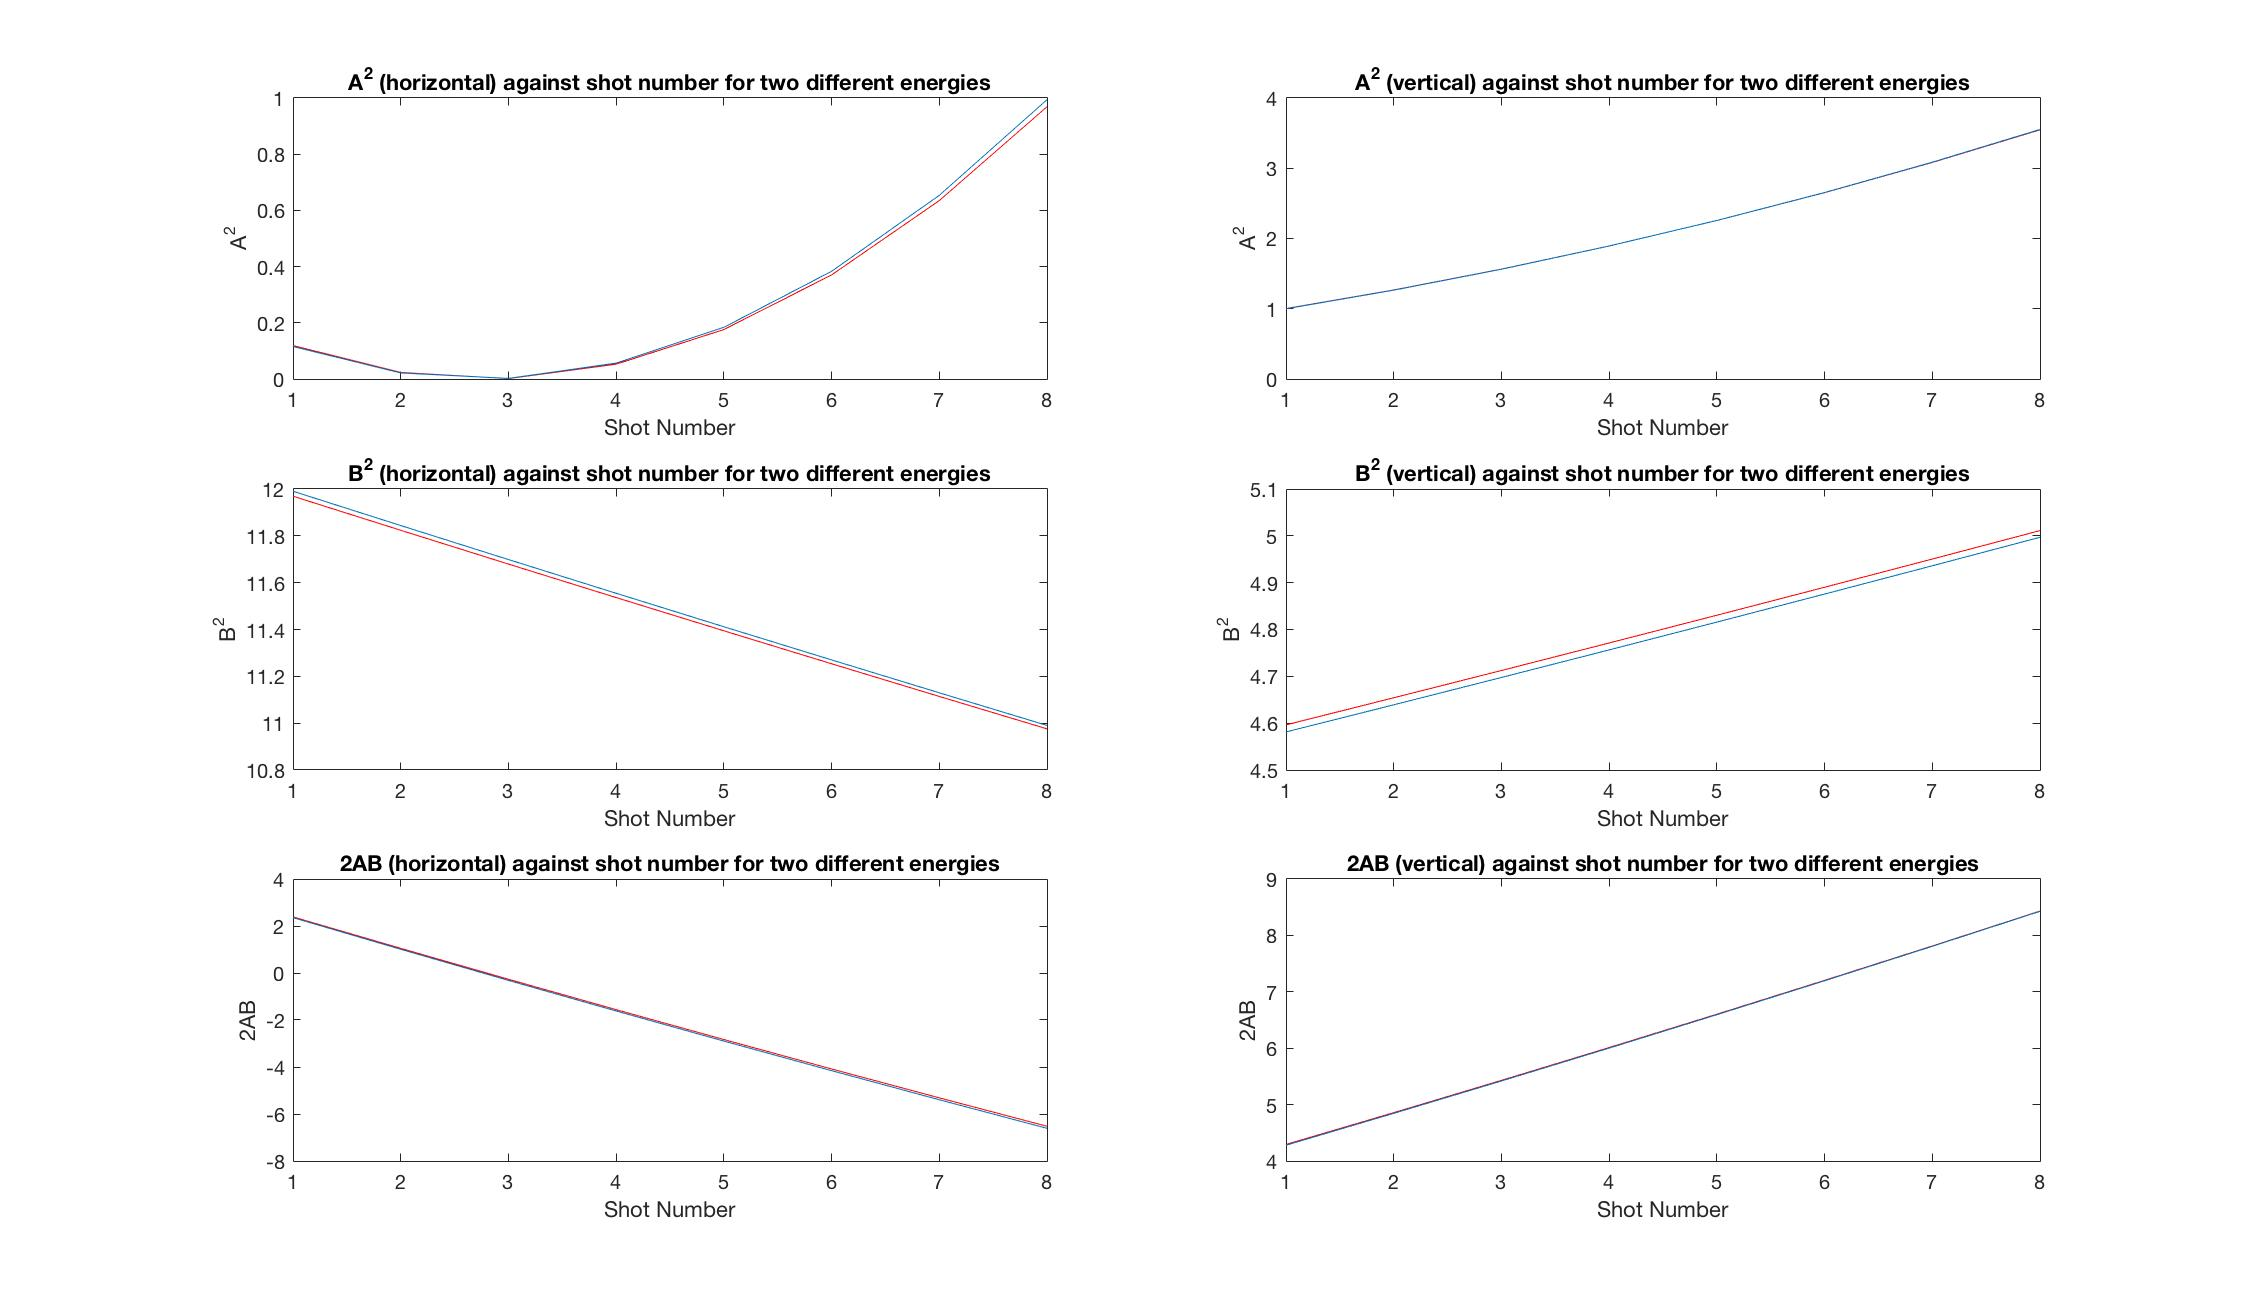 A² (horizontal) against shot number for two different energies
1
0.8
0.6
0.4
0.2
0
A²
1 2 3 4 5 6 7 8
Shot Number
A² (vertical) against shot number for two different energies
4
3
2
1
0
A²
1 2 3 4 5 6 7 8
Shot Number
B² (horizontal) against shot number for two different energies
12
11.8
11.6
11.4
11.2
11
10.8
B²
1 2 3 4 5 6 7 8
Shot Number
B² (vertical) against shot number for two different energies
5.1
5
4.9
4.8
4.7
4.6
4.5
B²
1 2 3 4 5 6 7 8
Shot Number
2AB (horizontal) against shot number for two different energies
4
2
0
-2
-4
-6
-8
2AB
1 2 3 4 5 6 7 8
Shot Number
2AB (vertical) against shot number for two different energies
9
8
7
6
5
4
2AB
1 2 3 4 5 6 7 8
Shot Number